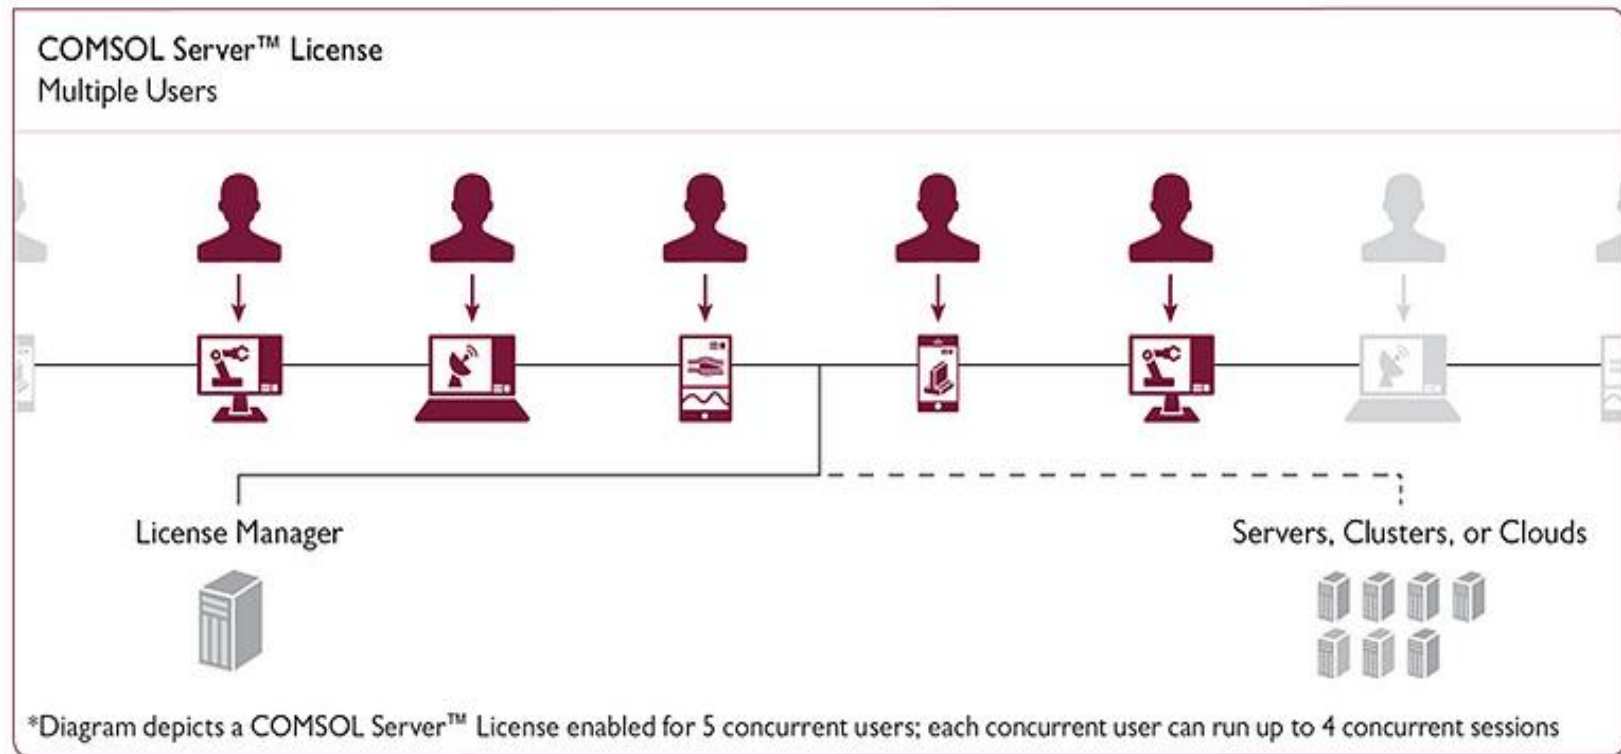 COMSOL Server™ License
Multiple Users
License Manager
Servers, Clusters, or Clouds
*Diagram depicts a COMSOL Server™ License enabled for 5 concurrent users; each concurrent user can run up to 4 concurrent sessions